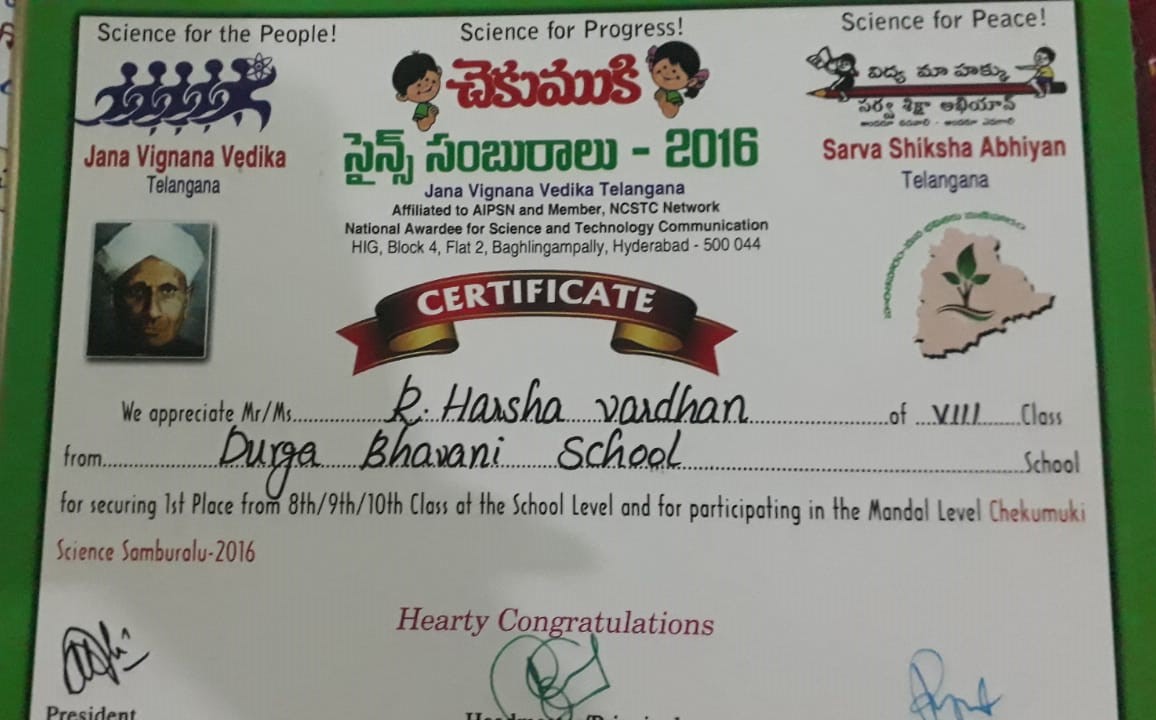 Science for the People!
Science for Progress!
Science for Peace!
చెకుముకి
విద్య మా హక్కు
సర్వ శిక్షా అభియాన్
సైన్స్ సంబురాలు - 2016
Jana Vignana Vedika
Telangana
Sarva Shiksha Abhiyan
Telangana
Jana Vignana Vedika Telangana
Affiliated to AIPSN and Member, NCSTC Network
National Awardee for Science and Technology Communication
HIG, Block 4, Flat 2, Baghlingampally, Hyderabad - 500 044
CERTIFICATE
We appreciate Mr/Ms. R. Harsha vardhan of VIII Class
from Durga Bhavani School School
for securing 1st Place from 8th/9th/10th Class at the School Level and for participating in the Mandal Level Chekumuki
Science Samburalu-2016
Hearty Congratulations
President